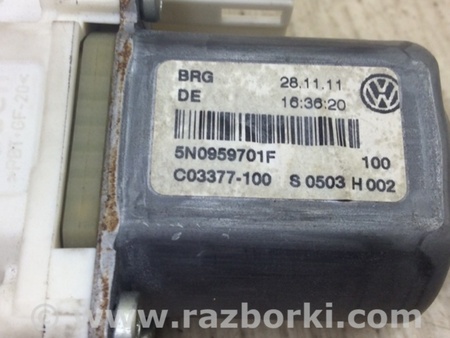 BRG 28.11.11
DE 16:36:20
5N0959701F 100
C03377-100 S 0503 H 002
www.razborki.com